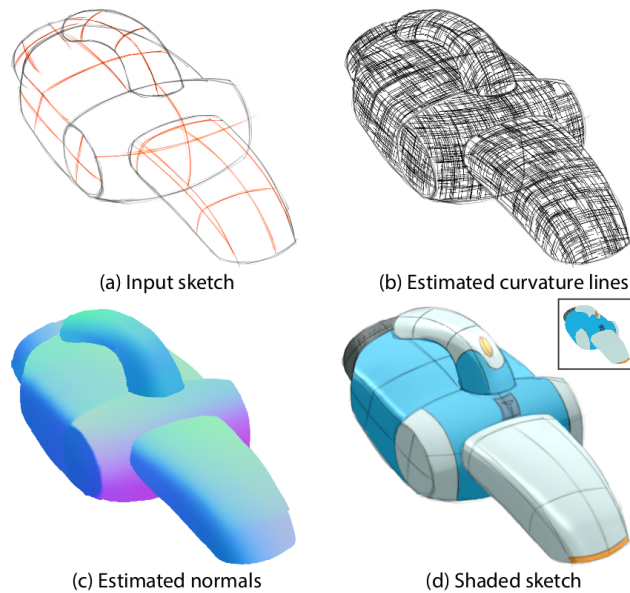 (a) Input sketch
(b) Estimated curvature lines
(c) Estimated normals
(d) Shaded sketch